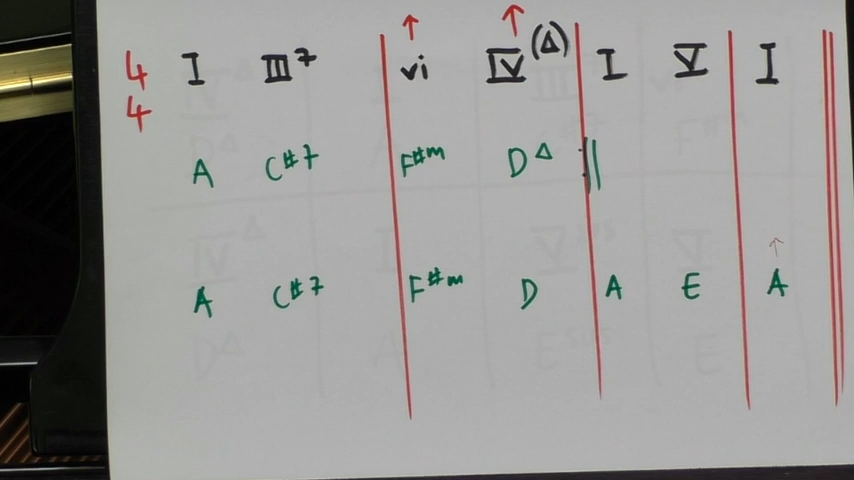 4/4 I III7 vi IV(Δ) I V I
A C#7 F#m DΔ
A C#7 F#m D A E A